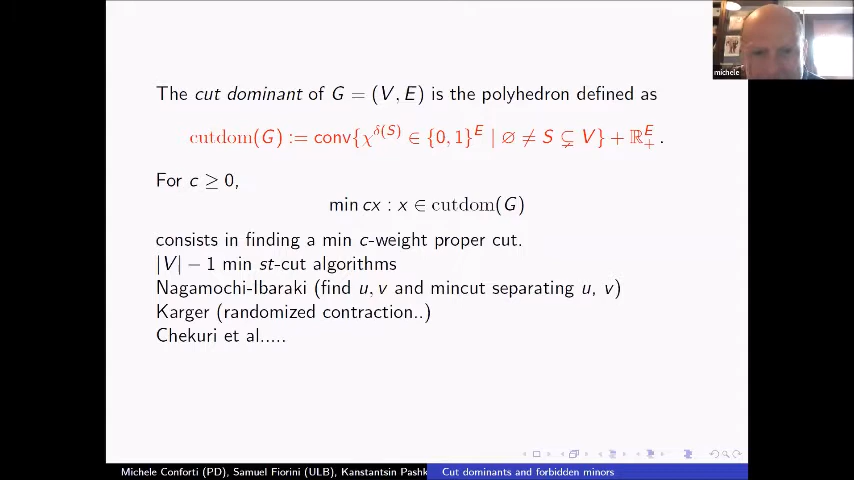 The cut dominant of G = (V, E) is the polyhedron defined as
cutdom(G) := conv{χ^{δ(S)} ∈ {0, 1}^E | ∅ ≠ S ⊊ V} + ℝ^E_+ .
For c ≥ 0,
min cx : x ∈ cutdom(G)
consists in finding a min c-weight proper cut.
|V| − 1 min st-cut algorithms
Nagamochi-Ibaraki (find u, v and mincut separating u, v)
Karger (randomized contraction..)
Chekuri et al.....
michele
Michele Conforti (PD), Samuel Fiorini (ULB), Kanstantsin Pashk
Cut dominants and forbidden minors